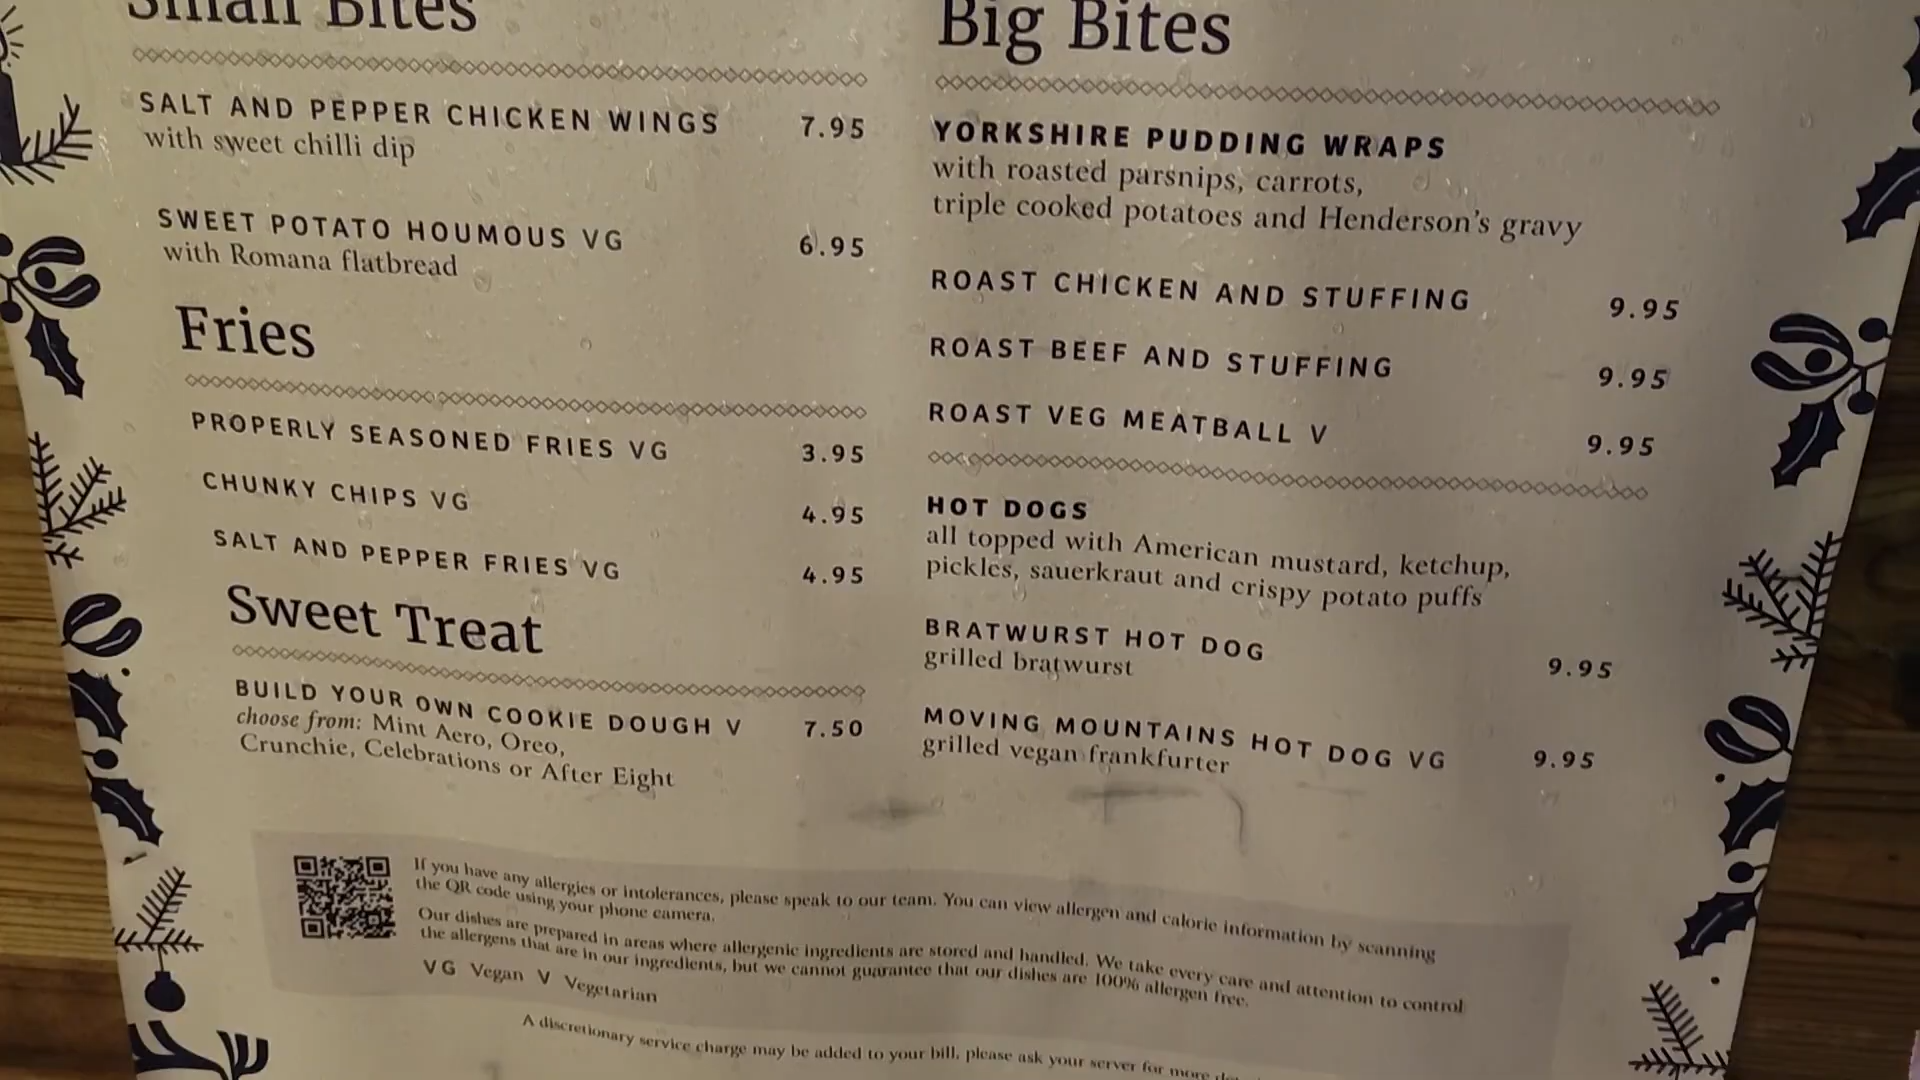 Small Bites
SALT AND PEPPER CHICKEN WINGS 7.95
with sweet chilli dip
SWEET POTATO HOUMOUS VG 6.95
with Romana flatbread
Fries
PROPERLY SEASONED FRIES VG 3.95
CHUNKY CHIPS VG 4.95
SALT AND PEPPER FRIES VG 4.95
Sweet Treat
BUILD YOUR OWN COOKIE DOUGH V 7.50
choose from: Mint Aero, Oreo,
Crunchie, Celebrations or After Eight
Big Bites
YORKSHIRE PUDDING WRAPS
with roasted parsnips, carrots,
triple cooked potatoes and Henderson's gravy
ROAST CHICKEN AND STUFFING 9.95
ROAST BEEF AND STUFFING 9.95
ROAST VEG MEATBALL V 9.95
HOT DOGS
all topped with American mustard, ketchup,
pickles, sauerkraut and crispy potato puffs
BRATWURST HOT DOG 9.95
grilled bratwurst
MOVING MOUNTAINS HOT DOG VG 9.95
grilled vegan frankfurter
If you have any allergies or intolerances, please speak to our team. You can view allergen and calorie information by scanning
the QR code using your phone camera.
Our dishes are prepared in areas where allergenic ingredients are stored and handled. We take every care and attention to control
the allergens that are in our ingredients, but we cannot guarantee that our dishes are 100% allergen free.
VG Vegan V Vegetarian
A discretionary service charge may be added to your bill, please ask your server for more